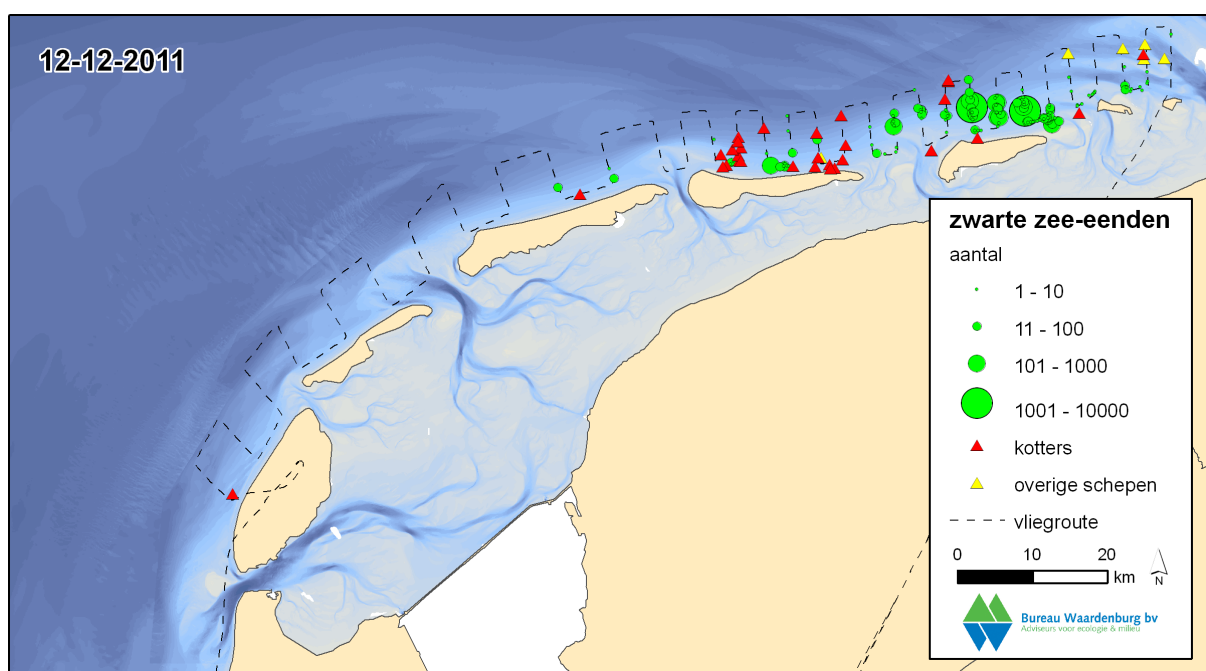 12-12-2011
zwarte zee-eenden
aantal
1 - 10
11 - 100
101 - 1000
1001 - 10000
kotters
overige schepen
vliegroute
0 10 20
km
N
Bureau Waardenburg bv
Adviseurs voor ecologie & milieu